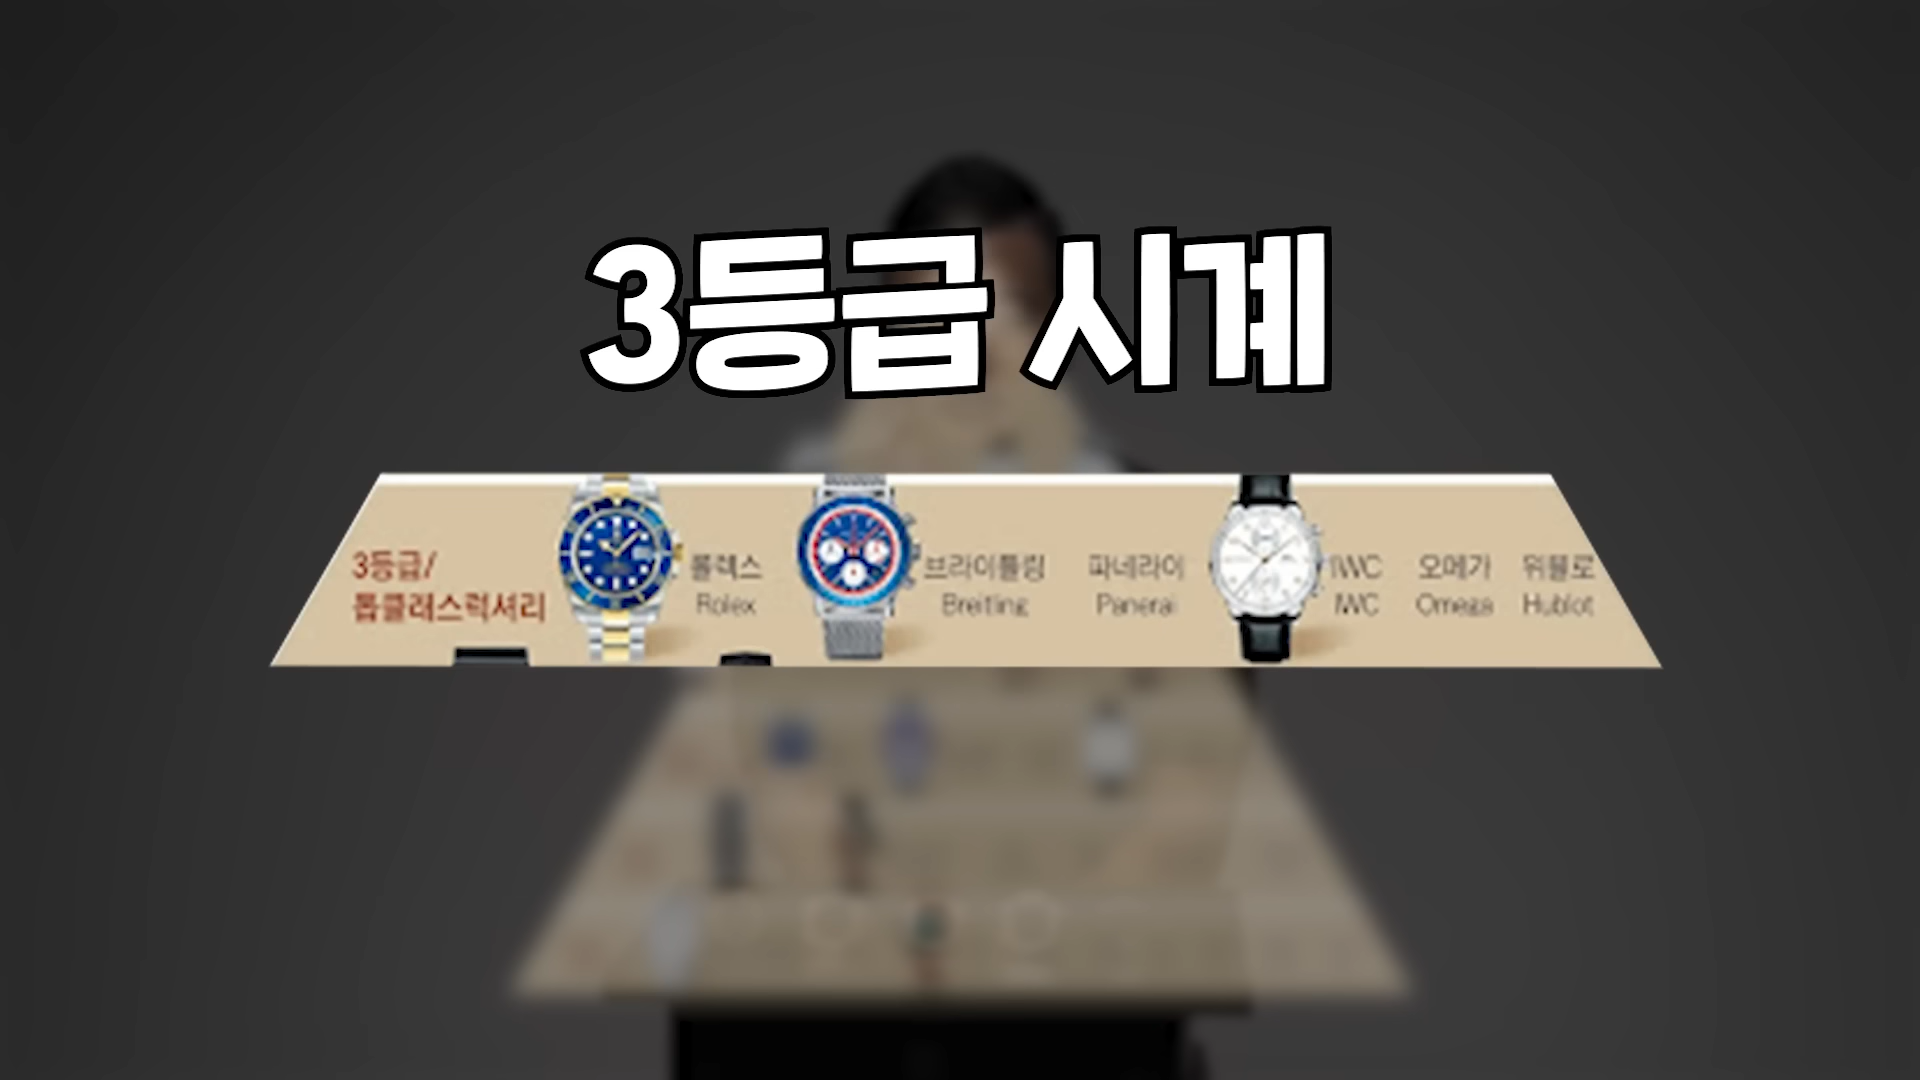 3등급 시계
3등급/
톱클래스럭셔리
롤렉스
Rolex
브라이틀링
Breitling
파네라이
Panerai
IWC
IWC
오메가
Omega
위블로
Hublot